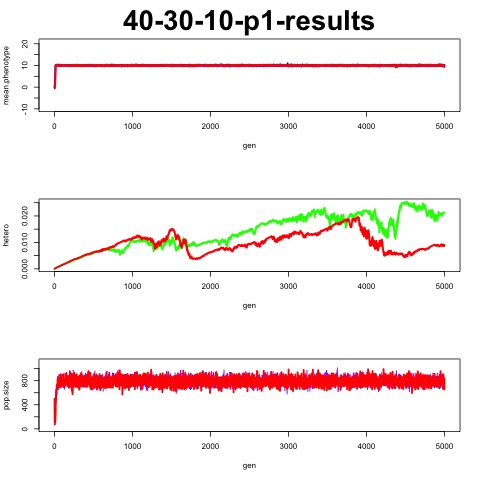 40-30-10-p1-results
mean.phenotype
-10
0
10
20
0 1000 2000 3000 4000 5000
gen
hetero
0.000
0.010
0.020
0 1000 2000 3000 4000 5000
gen
pop.size
0
400
800
0 1000 2000 3000 4000 5000
gen